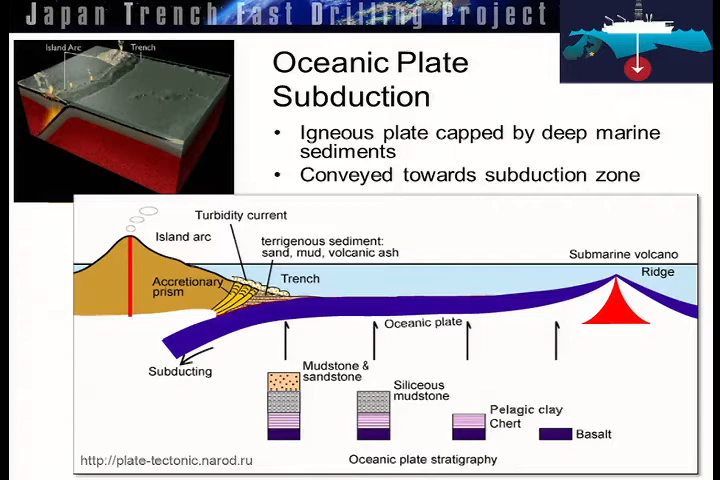 Japan Trench Fast Drilling Project
Island Arc
Trench
Oceanic Plate
Subduction
• Igneous plate capped by deep marine
sediments
• Conveyed towards subduction zone
Turbidity current
Island arc
terrigenous sediment:
sand, mud, volcanic ash
Submarine volcano
Ridge
Accretionary
prism
Trench
Oceanic plate
Subducting
Mudstone &
sandstone
Siliceous
mudstone
Pelagic clay
Chert
Basalt
http://plate-tectonic.narod.ru
Oceanic plate stratigraphy